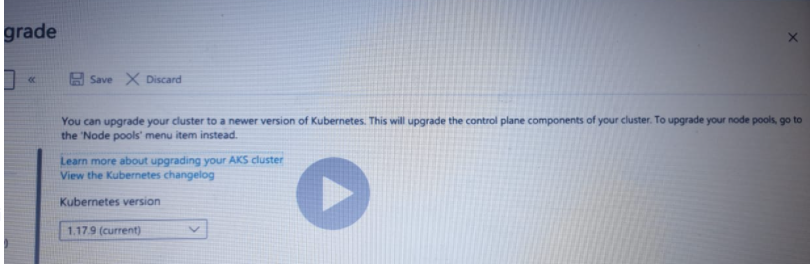 grade
Save Discard
You can upgrade your cluster to a newer version of Kubernetes. This will upgrade the control plane components of your cluster. To upgrade your node pools, go to
the 'Node pools' menu item instead.
Learn more about upgrading your AKS cluster
View the Kubernetes changelog
Kubernetes version
1.17.9 (current)